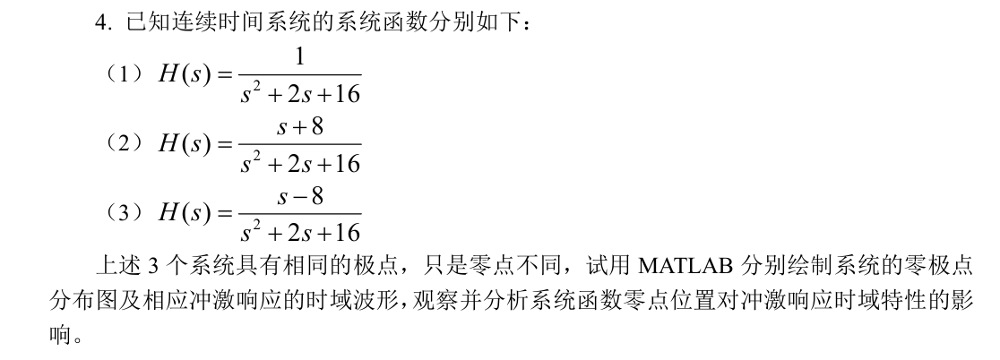 4. 已知连续时间系统的系统函数分别如下：
（1） H(s) = \frac{1}{s^2+2s+16}
（2） H(s) = \frac{s+8}{s^2+2s+16}
（3） H(s) = \frac{s-8}{s^2+2s+16}
上述 3 个系统具有相同的极点，只是零点不同，试用 MATLAB 分别绘制系统的零极点
分布图及相应冲激响应的时域波形，观察并分析系统函数零点位置对冲激响应时域特性的影
响。